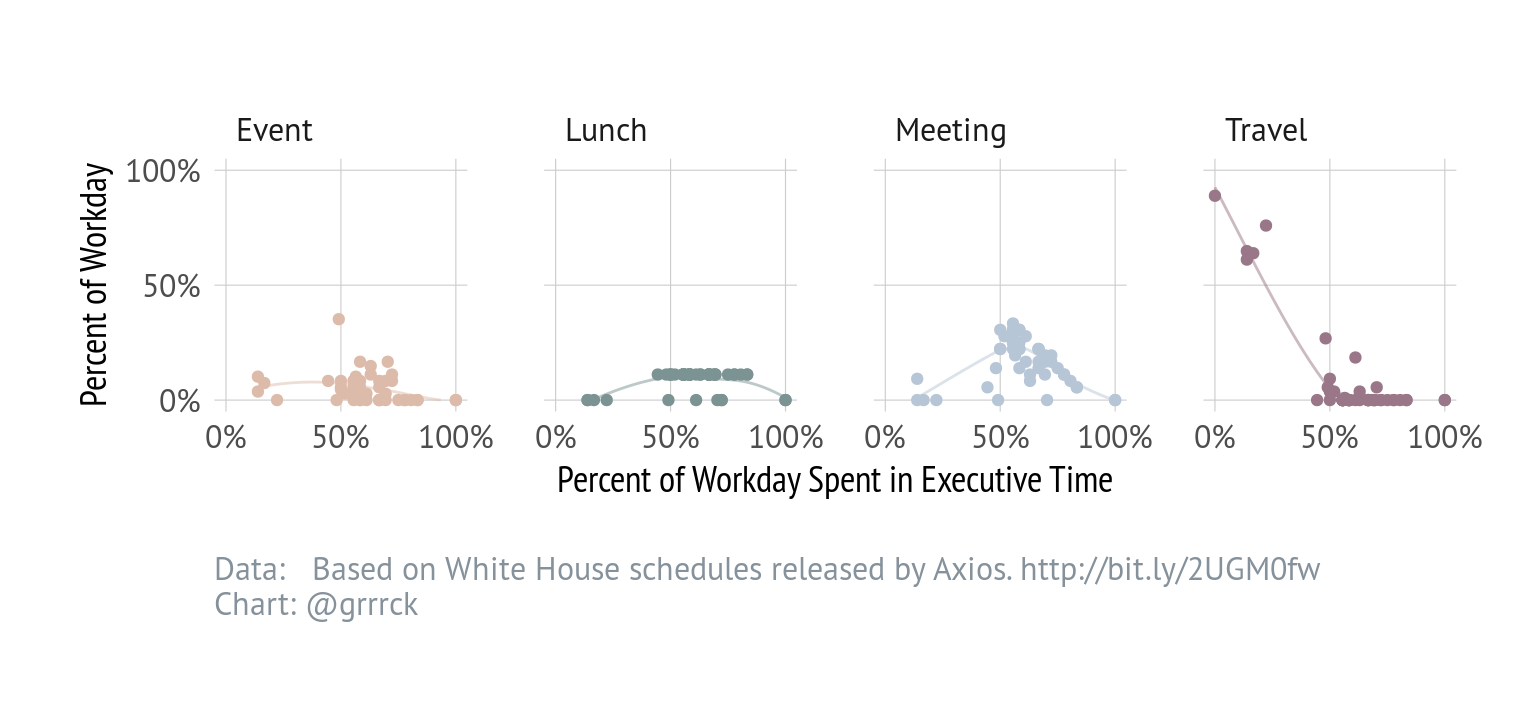 Event Lunch Meeting Travel
Percent of Workday
100%
50%
0%
0% 50% 100% 0% 50% 100% 0% 50% 100% 0% 50% 100%
Percent of Workday Spent in Executive Time
Data: Based on White House schedules released by Axios. http://bit.ly/2UGM0fw
Chart: @grrrck